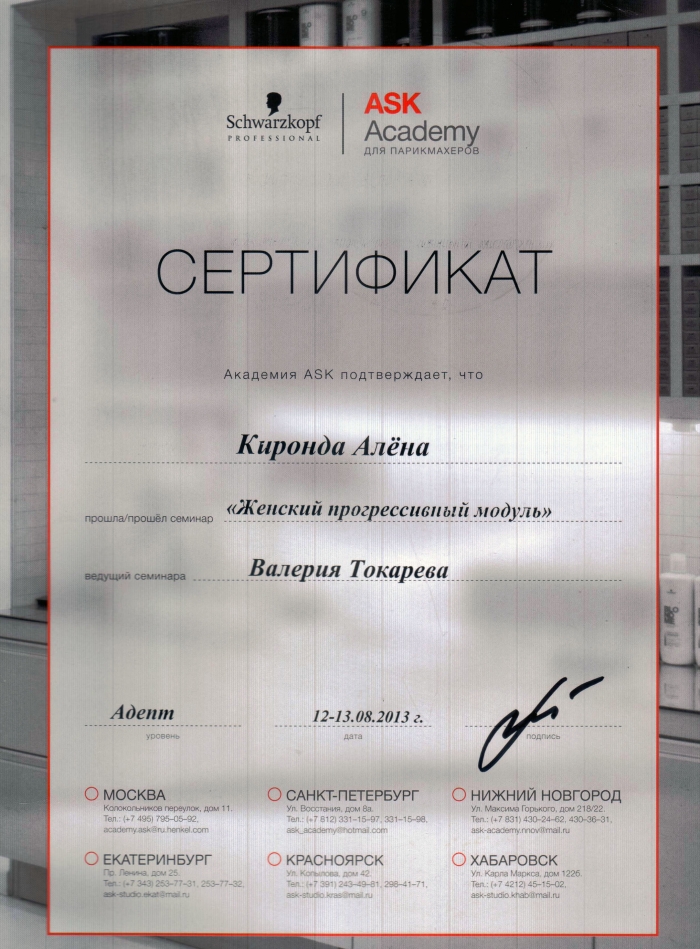 Schwarzkopf
PROFESSIONAL
ASK
Academy
ДЛЯ ПАРИКМАХЕРОВ
СЕРТИФИКАТ
Академия ASK подтверждает, что
Киронда Алёна
прошла/прошёл семинар «Женский прогрессивный модуль»
ведущий семинара Валерия Токарева
Адепт 12-13.08.2013 г.
уровень дата подпись
МОСКВА
Колокольников переулок, дом 11.
Тел.: (+7 495) 795-05-92,
academy.ask@ru.henkel.com
САНКТ-ПЕТЕРБУРГ
Ул. Восстания, дом 8а.
Тел.: (+7 812) 331-15-97, 331-15-98,
ask_academy@hotmail.com
НИЖНИЙ НОВГОРОД
Ул. Максима Горького, дом 218/22.
Тел.: (+7 831) 430-24-62, 430-36-31,
ask-academy.nnov@mail.ru
ЕКАТЕРИНБУРГ
Пр. Ленина, дом 25.
Тел.: (+7 343) 253-77-31, 253-77-32,
ask-studio.ekat@mail.ru
КРАСНОЯРСК
Ул. Копылова, дом 42.
Тел.: (+7 391) 243-49-81, 296-41-71,
ask-studio.kras@mail.ru
ХАБАРОВСК
Ул. Карла Маркса, дом 122б.
Тел.: (+7 4212) 45-15-02,
ask-studio.khab@mail.ru